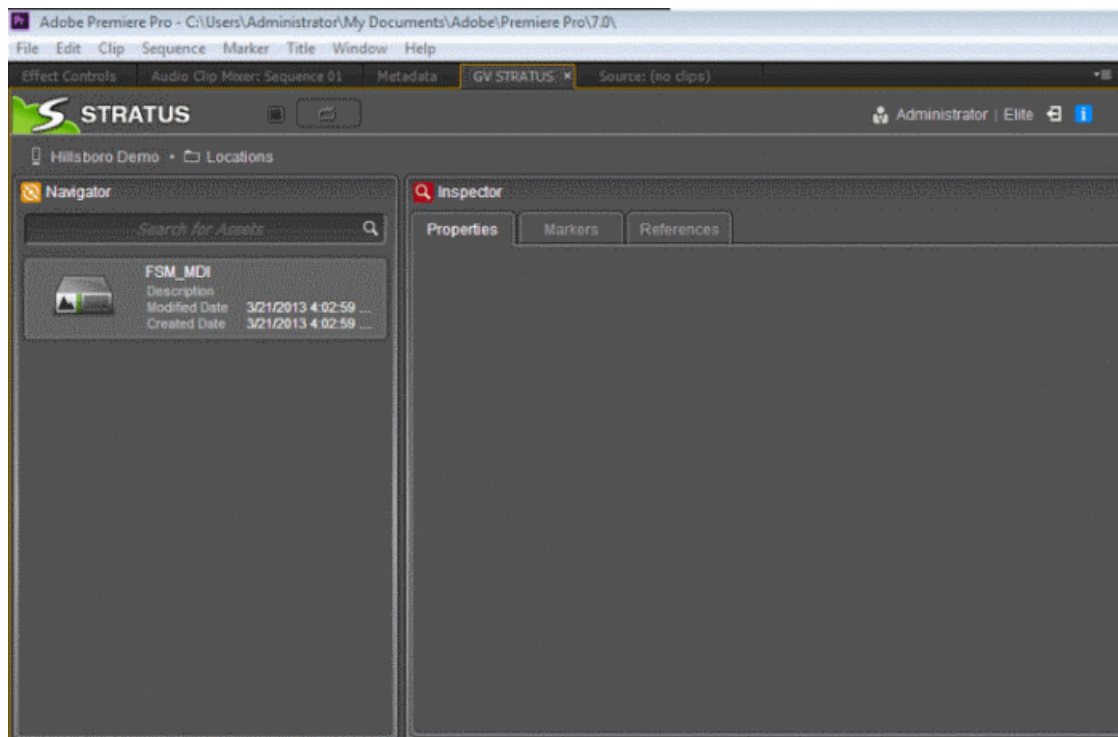 Adobe Premiere Pro - C:\Users\Administrator\My Documents\Adobe\Premiere Pro\7.0\
File Edit Clip Sequence Marker Title Window Help
Effect Controls Audio Clip Mixer: Sequence 01 Metadata GV STRATUS × Source: (no clips)
STRATUS Administrator | Elite
Hillsboro Demo • Locations
Navigator
Search for Assets
FSM_MDI
Description
Modified Date 3/21/2013 4:02:59 ...
Created Date 3/21/2013 4:02:59 ...
Inspector
Properties Markers References